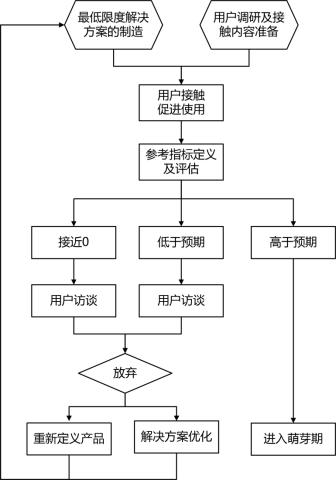 最低限度解决
方案的制造
用户调研及接
触内容准备
用户接触
促进使用
参考指标定义
及评估
接近0
低于预期
高于预期
用户访谈
用户访谈
放弃
重新定义产品
解决方案优化
进入萌芽期